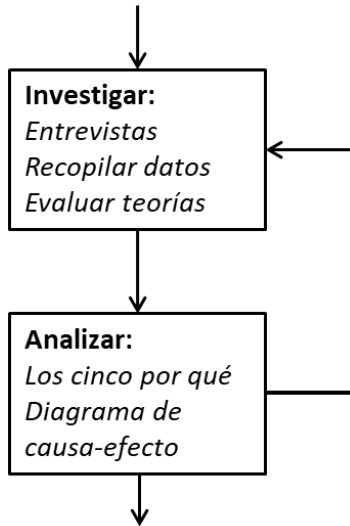 Investigar:
Entrevistas
Recopilar datos
Evaluar teorías
Analizar:
Los cinco por qué
Diagrama de
causa-efecto